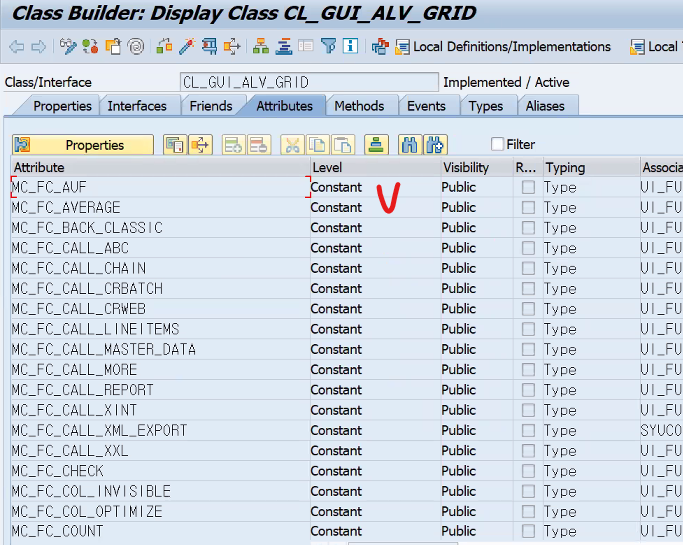 Class Builder: Display Class CL_GUI_ALV_GRID
Local Definitions/Implementations Local
Class/Interface CL_GUI_ALV_GRID Implemented / Active
Properties Interfaces Friends Attributes Methods Events Types Aliases
Properties Filter
Attribute Level Visibility R... Typing Associa
MC_FC_AUF Constant V Public Type UI_FU
MC_FC_AVERAGE Constant Public Type UI_FU
MC_FC_BACK_CLASSIC Constant Public Type UI_FU
MC_FC_CALL_ABC Constant Public Type UI_FU
MC_FC_CALL_CHAIN Constant Public Type UI_FU
MC_FC_CALL_CRBATCH Constant Public Type UI_FU
MC_FC_CALL_CRWEB Constant Public Type UI_FU
MC_FC_CALL_LINEITEMS Constant Public Type UI_FU
MC_FC_CALL_MASTER_DATA Constant Public Type UI_FU
MC_FC_CALL_MORE Constant Public Type UI_FU
MC_FC_CALL_REPORT Constant Public Type UI_FU
MC_FC_CALL_XINT Constant Public Type UI_FU
MC_FC_CALL_XML_EXPORT Constant Public Type SYUCO
MC_FC_CALL_XXL Constant Public Type UI_FU
MC_FC_CHECK Constant Public Type UI_FU
MC_FC_COL_INVISIBLE Constant Public Type UI_FU
MC_FC_COL_OPTIMIZE Constant Public Type UI_FU
MC_FC_COUNT Constant Public Type UI_FU